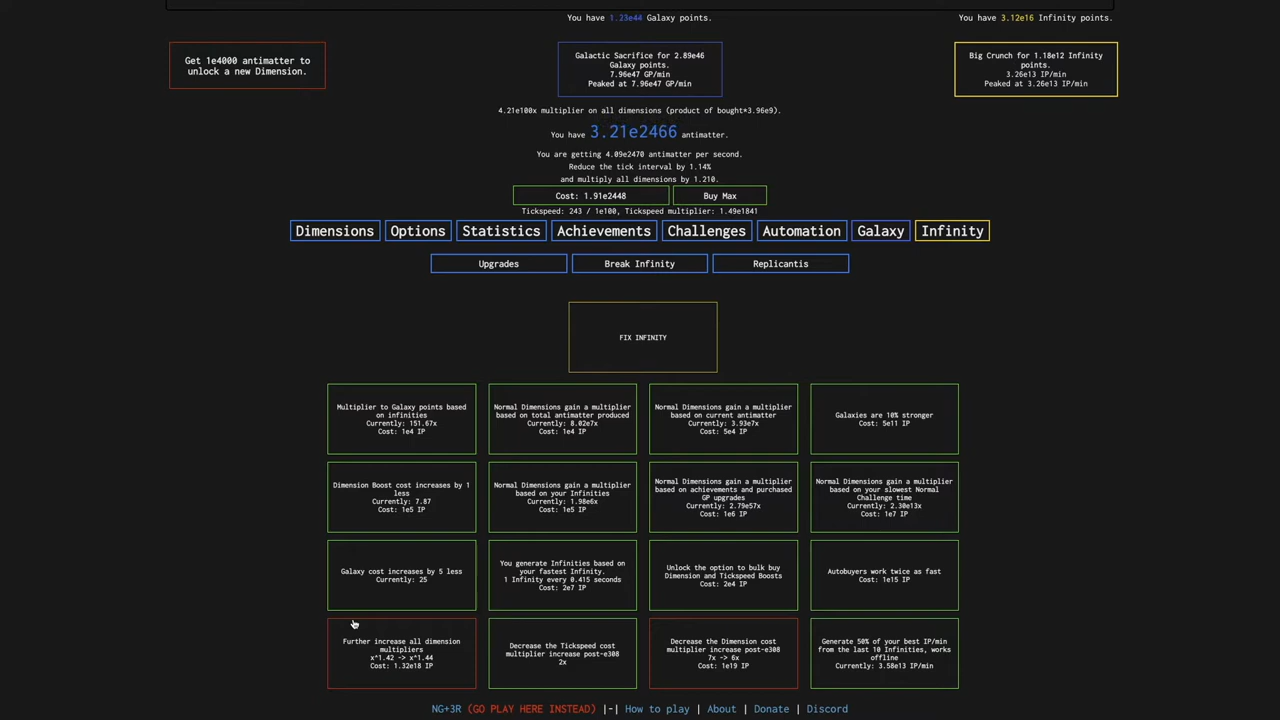 You have 1.23e44 Galaxy points.
You have 3.12e16 Infinity points.
Get 1e4000 antimatter to
unlock a new Dimension.
Galactic Sacrifice for 2.89e46
Galaxy points.
7.96e47 GP/min
Peaked at 7.96e47 GP/min
Big Crunch for 1.18e12 Infinity
points.
3.26e13 IP/min
Peaked at 3.26e13 IP/min
4.21e100x multiplier on all dimensions (product of bought*3.96e9).
You have 3.21e2466 antimatter.
You are getting 4.09e2470 antimatter per second.
Reduce the tick interval by 1.14%
and multiply all dimensions by 1.210.
Cost: 1.91e2448
Buy Max
Tickspeed: 243 / 1e100, Tickspeed multiplier: 1.49e1841
Dimensions
Options
Statistics
Achievements
Challenges
Automation
Galaxy
Infinity
Upgrades
Break Infinity
Replicantis
FIX INFINITY
Multiplier to Galaxy points based
on infinities
Currently: 151.67x
Cost: 1e4 IP
Normal Dimensions gain a multiplier
based on total antimatter produced
Currently: 8.02e7x
Cost: 1e4 IP
Normal Dimensions gain a multiplier
based on current antimatter
Currently: 3.93e7x
Cost: 5e4 IP
Galaxies are 10% stronger
Cost: 5e11 IP
Dimension Boost cost increases by 1
less
Currently: 7.87
Cost: 1e5 IP
Normal Dimensions gain a multiplier
based on your Infinities
Currently: 1.98e6x
Cost: 1e5 IP
Normal Dimensions gain a multiplier
based on achievements and purchased
GP upgrades
Currently: 2.79e57x
Cost: 1e6 IP
Normal Dimensions gain a multiplier
based on your slowest Normal
Challenge time
Currently: 2.30e13x
Cost: 1e7 IP
Galaxy cost increases by 5 less
Currently: 25
You generate Infinities based on
your fastest Infinity.
1 Infinity every 0.415 seconds
Cost: 2e7 IP
Unlock the option to bulk buy
Dimension and Tickspeed Boosts
Cost: 2e4 IP
Autobuyers work twice as fast
Cost: 1e15 IP
Further increase all dimension
multipliers
x^1.42 -> x^1.44
Cost: 1.32e18 IP
Decrease the Tickspeed cost
multiplier increase post-e308
2x
Decrease the Dimension cost
multiplier increase post-e308
7x -> 6x
Cost: 1e19 IP
Generate 50% of your best IP/min
from the last 10 Infinities, works
offline
Currently: 3.58e13 IP/min
NG+3R (GO PLAY HERE INSTEAD) |-| How to play | About | Donate | Discord